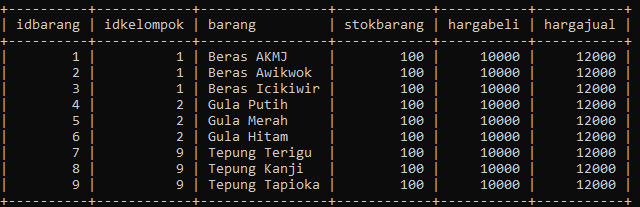 +----------+------------+----------------+------------+-----------+-----------+
| idbarang | idkelompok | barang         | stokbarang | hargabeli | hargajual |
+----------+------------+----------------+------------+-----------+-----------+
|        1 |          1 | Beras AKMJ     |        100 |     10000 |     12000 |
|        2 |          1 | Beras Awikwok  |        100 |     10000 |     12000 |
|        3 |          1 | Beras Icikiwir |        100 |     10000 |     12000 |
|        4 |          2 | Gula Putih     |        100 |     10000 |     12000 |
|        5 |          2 | Gula Merah     |        100 |     10000 |     12000 |
|        6 |          2 | Gula Hitam     |        100 |     10000 |     12000 |
|        7 |          9 | Tepung Terigu  |        100 |     10000 |     12000 |
|        8 |          9 | Tepung Kanji   |        100 |     10000 |     12000 |
|        9 |          9 | Tepung Tapioka |        100 |     10000 |     12000 |
+----------+------------+----------------+------------+-----------+-----------+